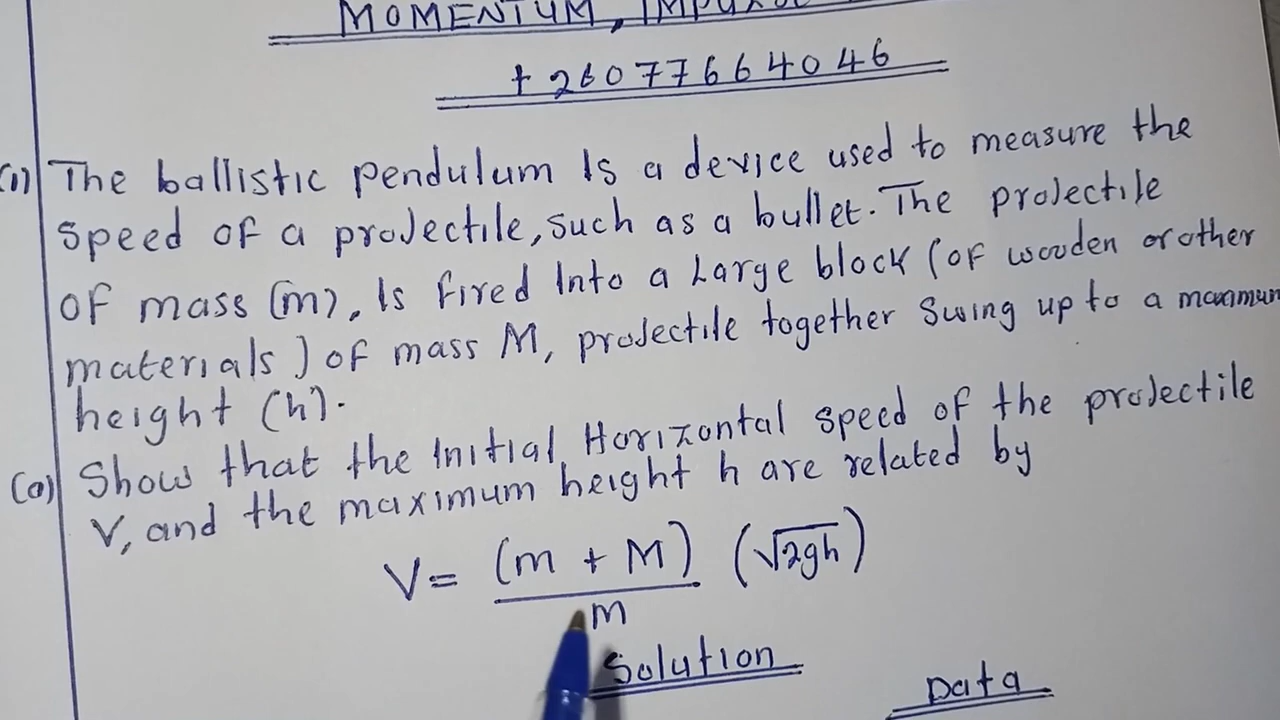 MOMENTUM, IMPULSE
+26077664046
(1) The ballistic pendulum Is a device used to measure the
speed of a projectile, such as a bullet. The projectile
of mass (m), Is fired Into a Large block (of wooden or other
materials) of mass M, projectile together swing up to a maximum
height (h).
(a) Show that the Initial Horizontal speed of the projectile
V, and the maximum height h are related by
V = (m + M) (√2gh)
m
Solution
Data